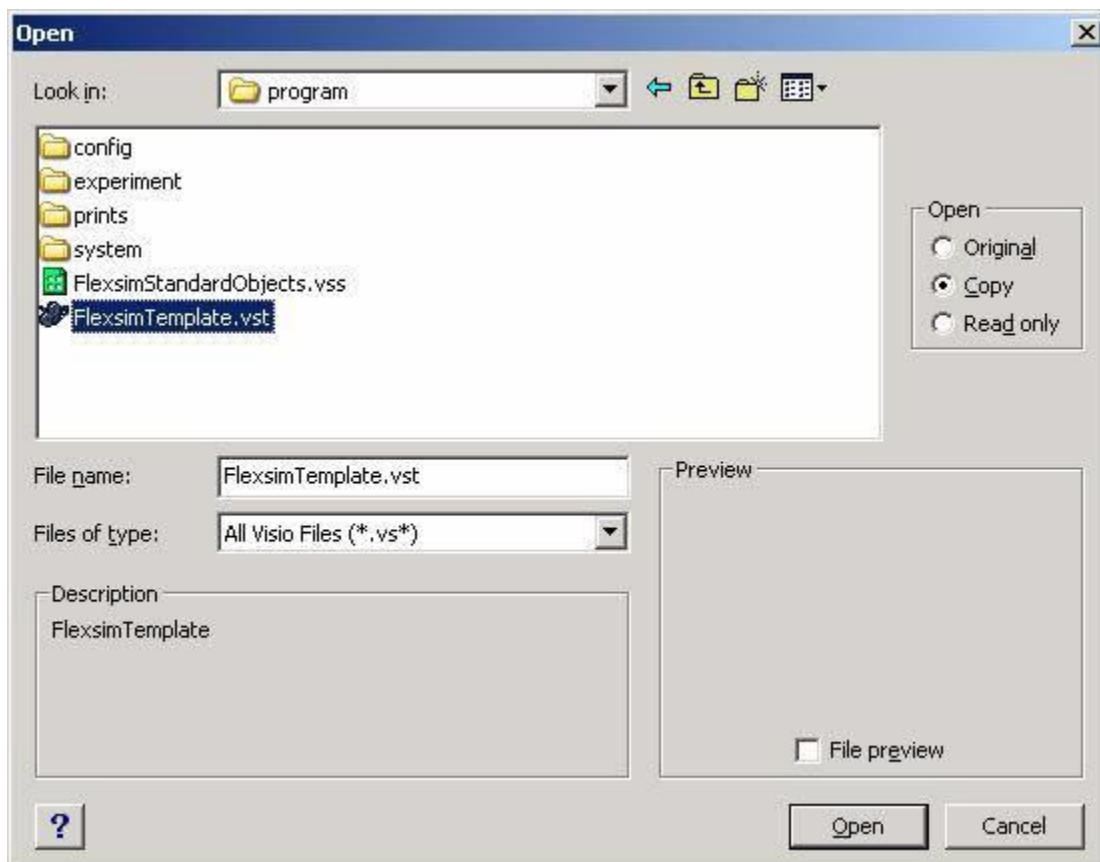 Open
Look in:
program
config
experiment
prints
system
FlexsimStandardObjects.vss
FlexsimTemplate.vst
Open
Original
Copy
Read only
File name:
FlexsimTemplate.vst
Files of type:
All Visio Files (*.vs*)
Description
FlexsimTemplate
Preview
File preview
?
Open
Cancel